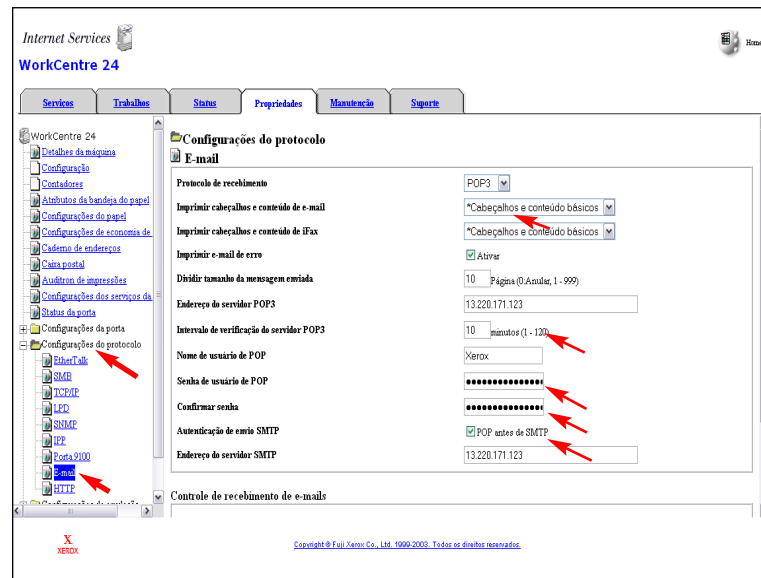 Internet Services
WorkCentre 24
Home
Serviços
Trabalhos
Status
Propriedades
Manutenção
Suporte
WorkCentre 24
Detalhes da máquina
Configuração
Contadores
Atributos da bandeja do papel
Configurações do papel
Configurações de economia de
Caderno de endereços
Caixa postal
Auditron de impressões
Configurações dos serviços da
Status da porta
Configurações da porta
Configurações do protocolo
EtherTalk
SMB
TCP/IP
LPD
SNMP
IPP
Porta 9100
E-mail
HTTP
Configurações do protocolo
E-mail
Protocolo de recebimento POP3
Imprimir cabeçalhos e conteúdo de e-mail *Cabeçalhos e conteúdo básicos
Imprimir cabeçalhos e conteúdo de iFax *Cabeçalhos e conteúdo básicos
Imprimir e-mail de erro Ativar
Dividir tamanho da mensagem enviada 10 Página (0:Anular, 1 - 999)
Endereço do servidor POP3 13.220.171.123
Intervalo de verificação do servidor POP3 10 minutos (1 - 120)
Nome de usuário de POP Xerox
Senha de usuário de POP ●●●●●●●●●●●●●●●
Confirmar senha ●●●●●●●●●●●●●●●
Autenticação de envio SMTP POP antes de SMTP
Endereço do servidor SMTP 13.220.171.123
Controle de recebimento de e-mails
X
XEROX
Copyright © Fuji Xerox Co., Ltd. 1999-2003. Todos os direitos reservados.